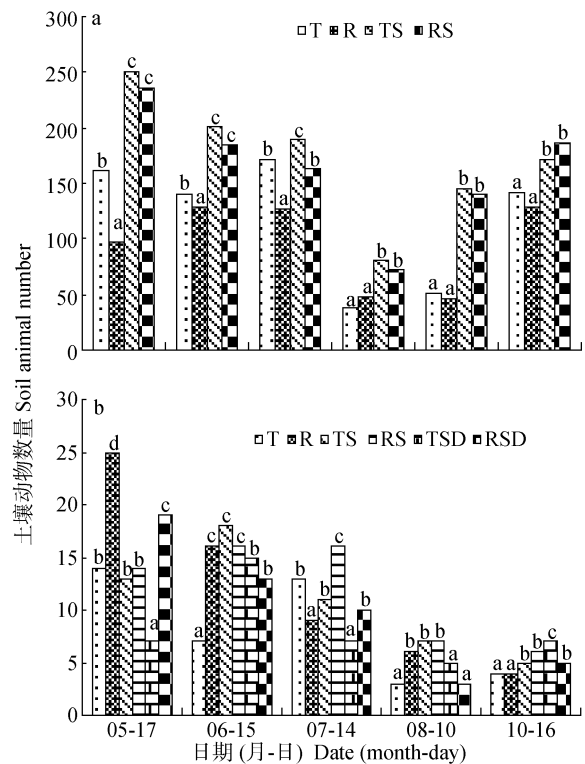 a
T R TS RS
300
250
200
150
100
50
0
b a c c
b a c c
b a c b
a a b b
a a b b
a a b b
土壤动物数量 Soil animal number
b
T R TS RS TSD RSD
30
25
20
15
10
5
0
b d b b a c
a c c c b b
b a b c a b
a b b b b a
a a b b c b
05-17 06-15 07-14 08-10 10-16
日期 (月-日) Date (month-day)